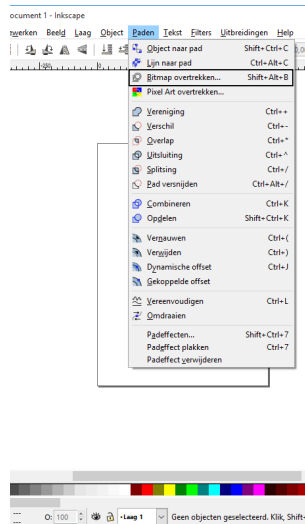 ocument 1 - Inkscape
werken Beeld Laag Object Paden Tekst Filters Uitbreidingen Help
Object naar pad Shift+Ctrl+C
Lijn naar pad Ctrl+Alt+C
Bitmap overtrekken... Shift+Alt+B
Pixel Art overtrekken...
Vereniging Ctrl++
Verschil Ctrl+-
Overlap Ctrl+*
Uitsluiting Ctrl+^
Splitsing Ctrl+/
Pad versnijden Ctrl+Alt+/
Combineren Ctrl+K
Opdelen Shift+Ctrl+K
Vernauwen Ctrl+(
Verwijden Ctrl+)
Dynamische offset Ctrl+J
Gekoppelde offset
Vereenvoudigen Ctrl+L
Omdraaien
Padeffecten... Shift+Ctrl+7
Padeffect plakken Ctrl+7
Padeffect verwijderen
O: 100 Laag 1 Geen objecten geselecteerd. Klik, Shift+